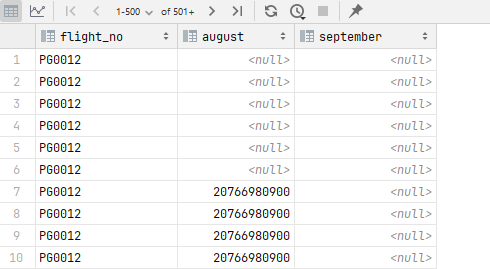 1-500 of 501+
flight_no august september
1 PG0012 <null> <null>
2 PG0012 <null> <null>
3 PG0012 <null> <null>
4 PG0012 <null> <null>
5 PG0012 <null> <null>
6 PG0012 <null> <null>
7 PG0012 20766980900 <null>
8 PG0012 20766980900 <null>
9 PG0012 20766980900 <null>
10 PG0012 20766980900 <null>